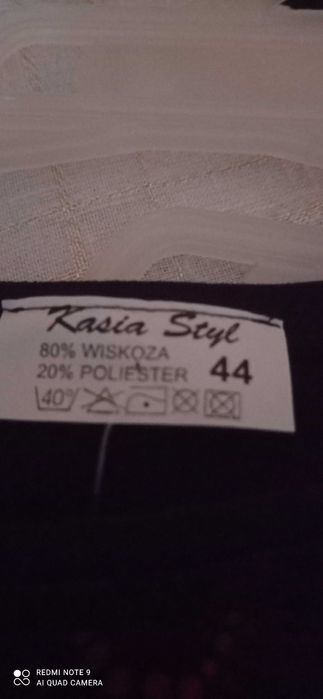 Kasia Styl
80% WISKOZA
20% POLIESTER 44
40°
REDMI NOTE 9
AI QUAD CAMERA